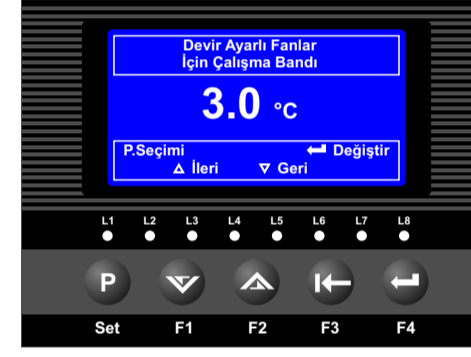 Devir Ayarlı Fanlar
İçin Çalışma Bandı
3.0 °C
P.Seçimi Değiştir
İleri Geri
L1 L2 L3 L4 L5 L6 L7 L8
P
Set F1 F2 F3 F4